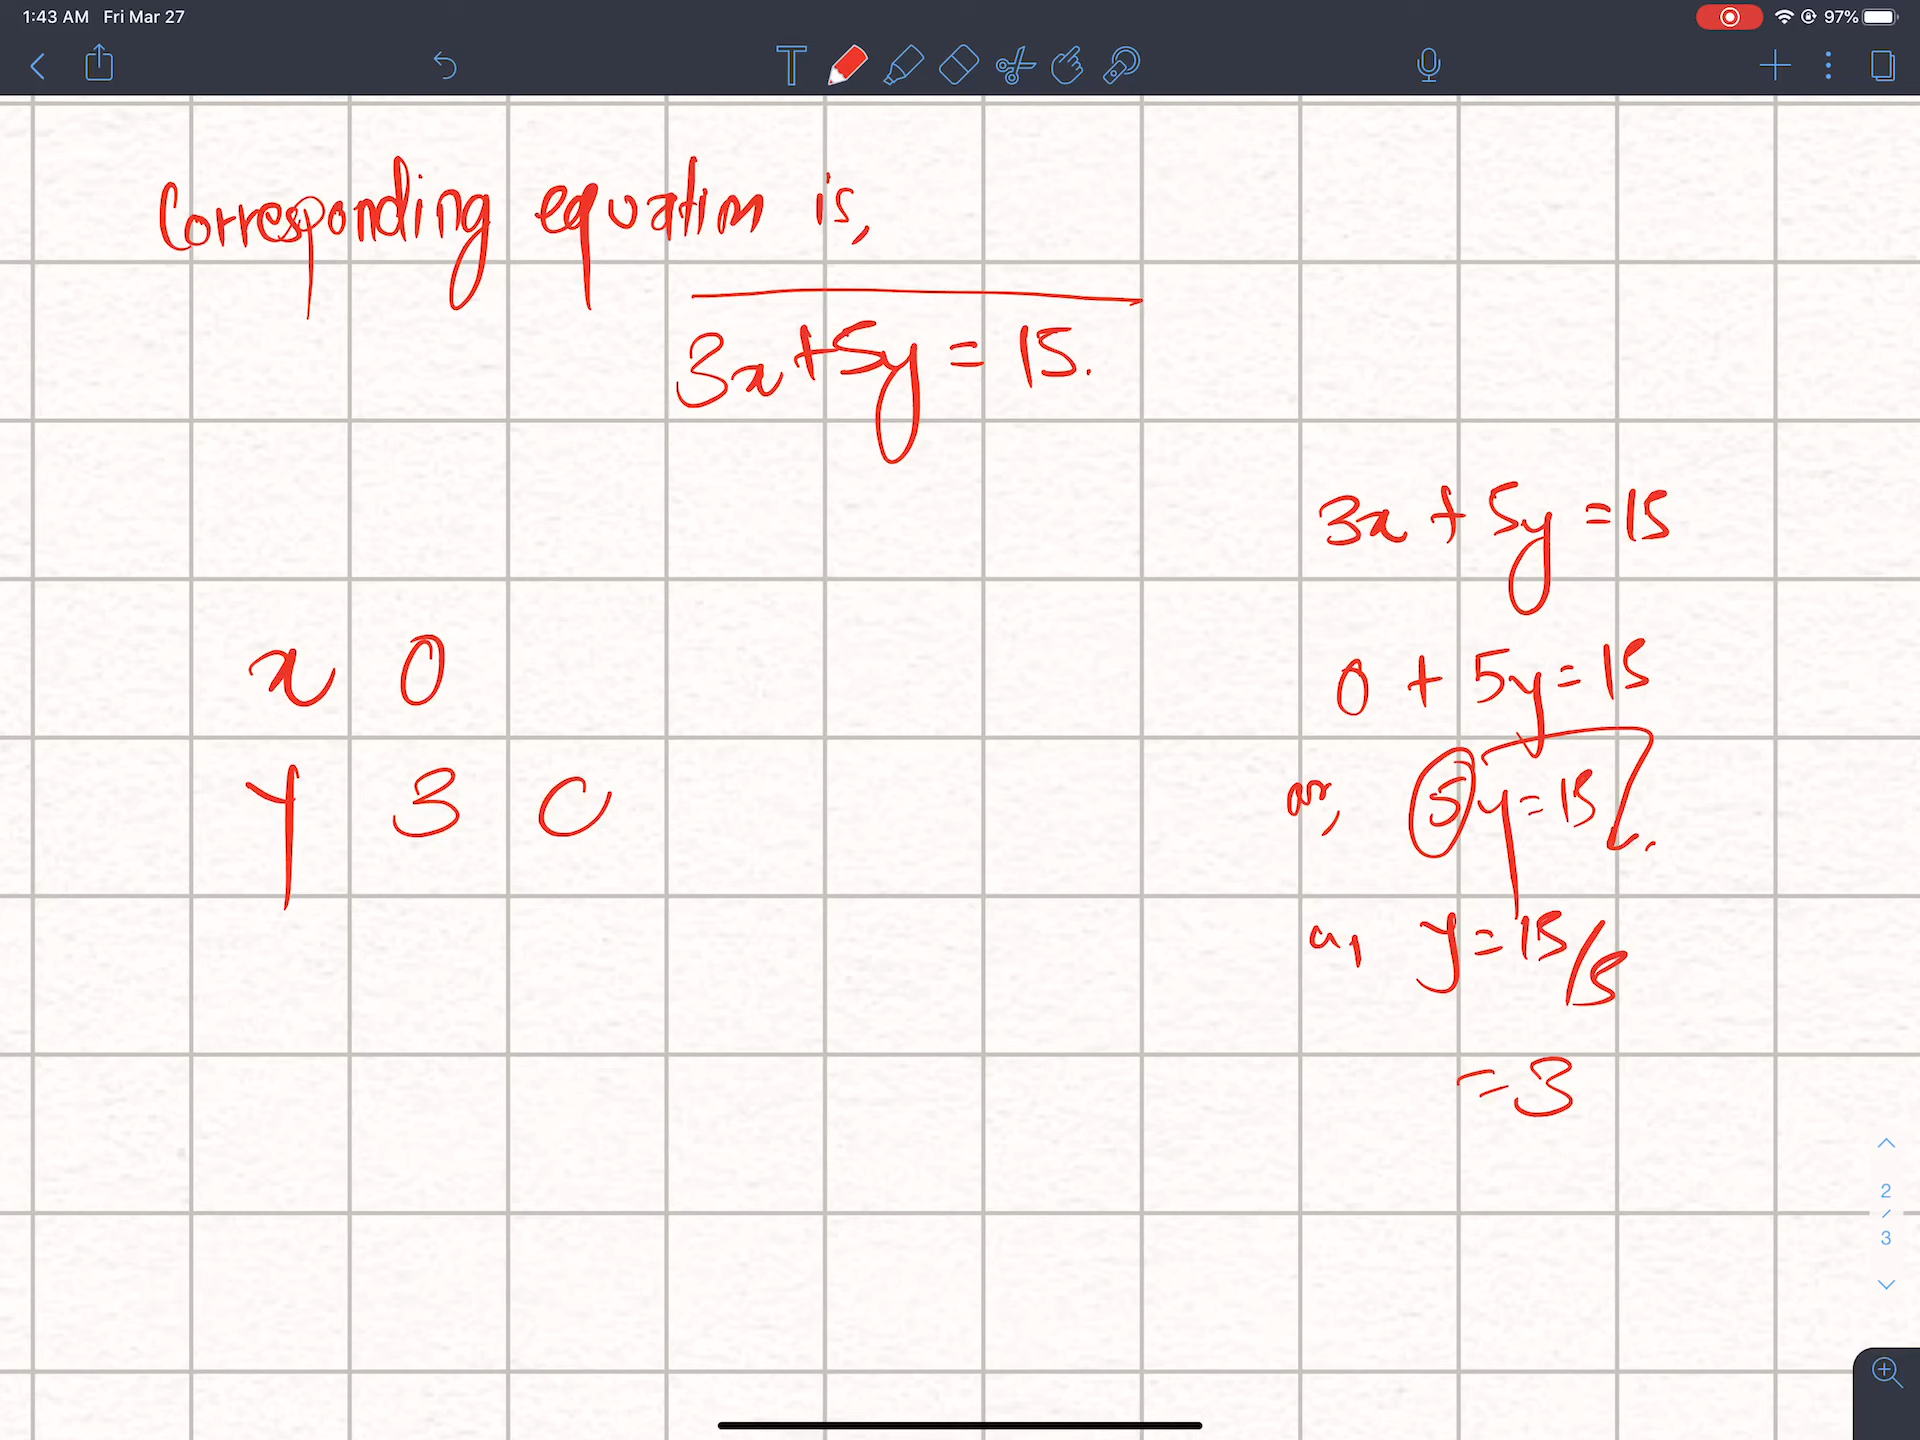 1:43 AM Fri Mar 27
97%
Corresponding equation is,
3x+5y = 15.
3x + 5y = 15
x 0
0 + 5y = 15
y 3 0
or, 5y = 15
y = 15/5
= 3
2
/
3